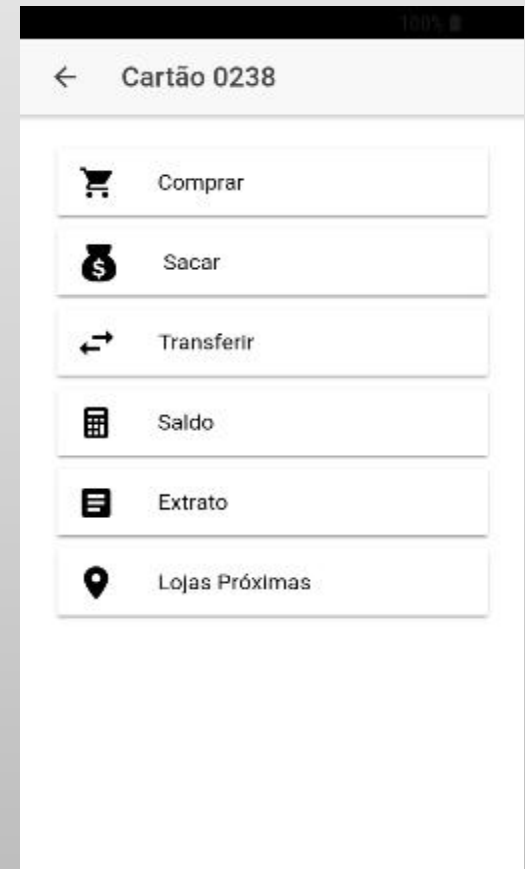 100%
Cartão 0238
Comprar
$
Sacar
Transferir
Saldo
Extrato
Lojas Próximas